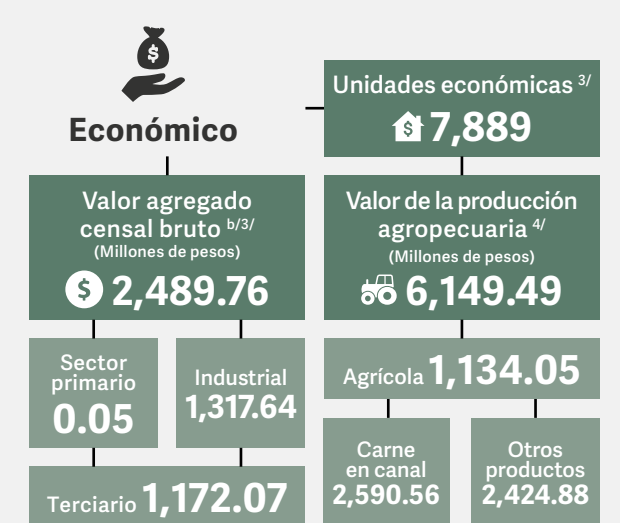 $
Económico
Unidades económicas 3/
$ 7,889
Valor agregado
censal bruto b/3/
(Millones de pesos)
$ 2,489.76
Valor de la producción
agropecuaria 4/
(Millones de pesos)
6,149.49
Sector
primario
0.05
Industrial
1,317.64
Terciario 1,172.07
Agrícola 1,134.05
Carne
en canal
2,590.56
Otros
productos
2,424.88